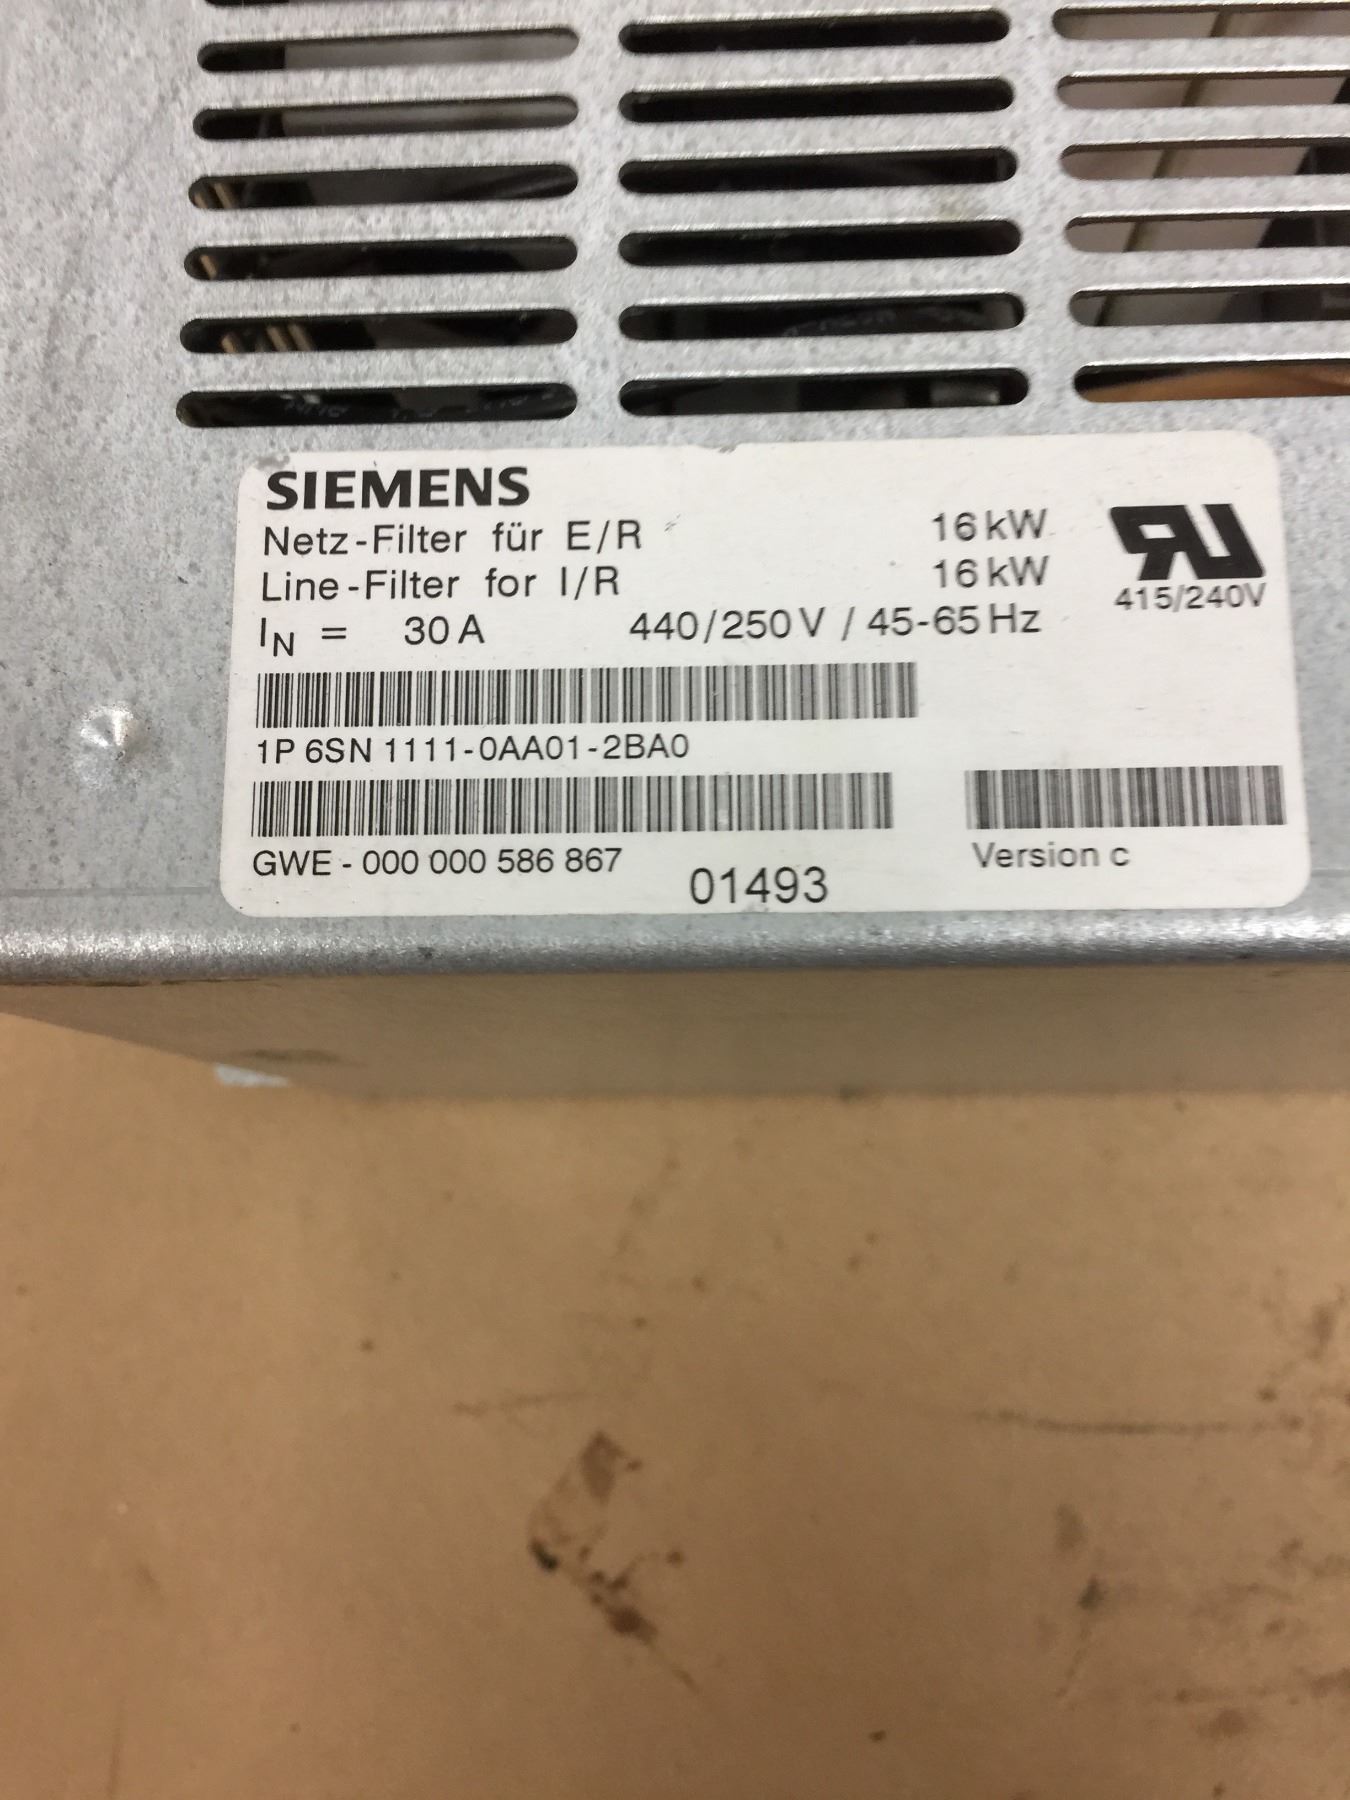 SIEMENS
Netz-Filter für E/R 16 kW
Line-Filter for I/R 16 kW
415/240V
IN = 30 A 440/250 V / 45-65 Hz
1P 6SN 1111-0AA01-2BA0
GWE - 000 000 586 867
Version c
01493